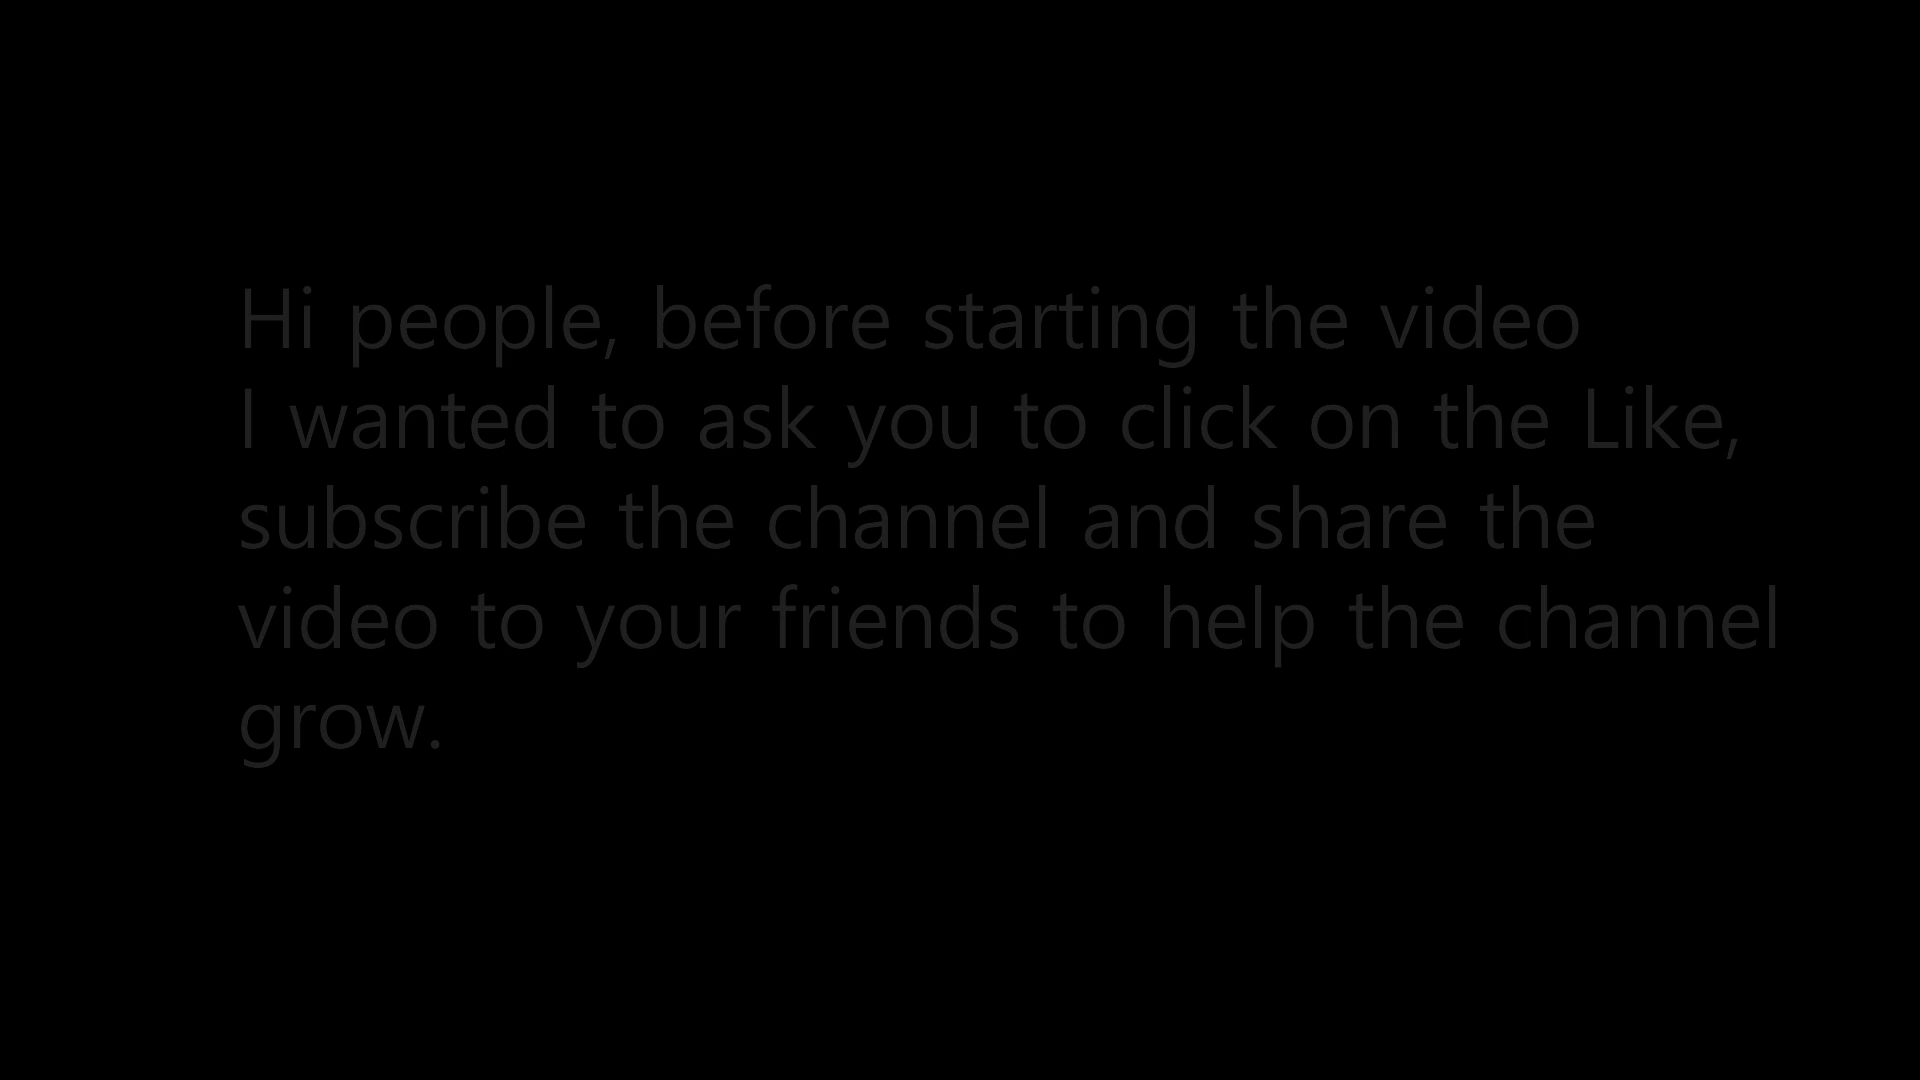 Hi people, before starting the video
I wanted to ask you to click on the Like,
subscribe the channel and share the
video to your friends to help the channel
grow.